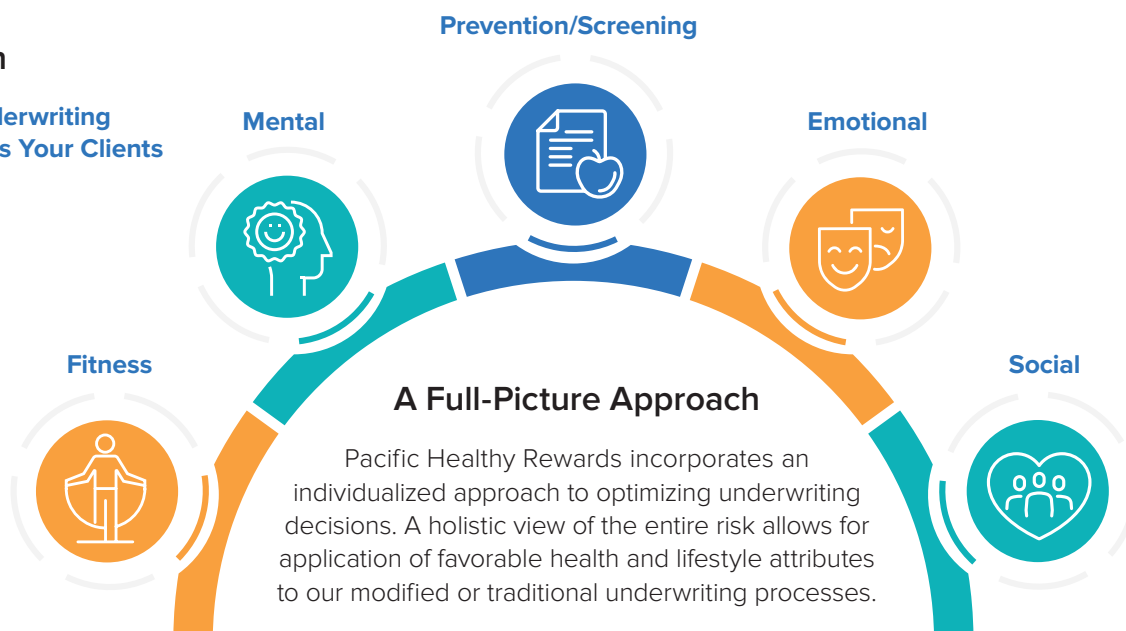 Prevention/Screening
s Your Clients
Mental
Emotional
Fitness
Social
A Full-Picture Approach
Pacific Healthy Rewards incorporates an
individualized approach to optimizing underwriting
decisions. A holistic view of the entire risk allows for
application of favorable health and lifestyle attributes
to our modified or traditional underwriting processes.